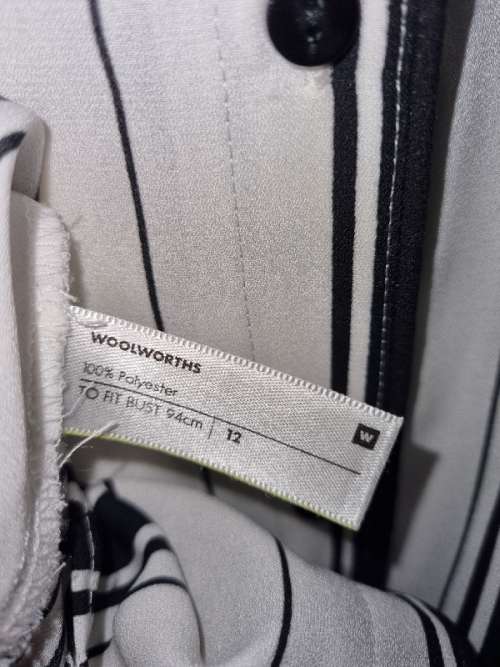 WOOLWORTHS
100% Polyester
TO FIT BUST 94cm | 12
W